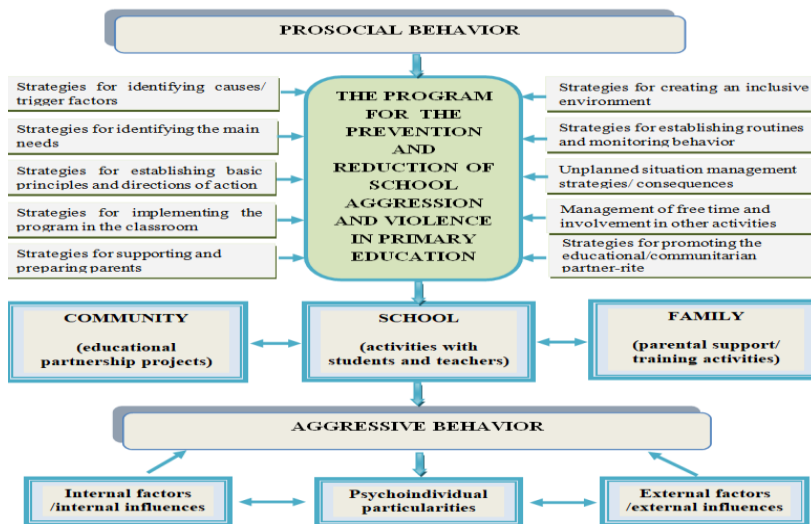 PROSOCIAL BEHAVIOR
Strategies for identifying causes/
trigger factors
Strategies for identifying the main
needs
Strategies for establishing basic
principles and directions of action
Strategies for implementing the
program in the classroom
Strategies for supporting and
preparing parents
THE PROGRAM
FOR THE
PREVENTION
AND
REDUCTION OF
SCHOOL
AGGRESSION
AND VIOLENCE
IN PRIMARY
EDUCATION
Strategies for creating an inclusive
environment
Strategies for establishing routines
and monitoring behavior
Unplanned situation management
strategies/ consequences
Management of free time and
involvement in other activities
Strategies for promoting the
educational/communitarian
partner-rite
COMMUNITY
(educational
partnership projects)
SCHOOL
(activities with
students and teachers)
FAMILY
(parental support/
training activities)
AGGRESSIVE BEHAVIOR
Internal factors
/internal influences
Psychoindividual
particularities
External factors
/external influences